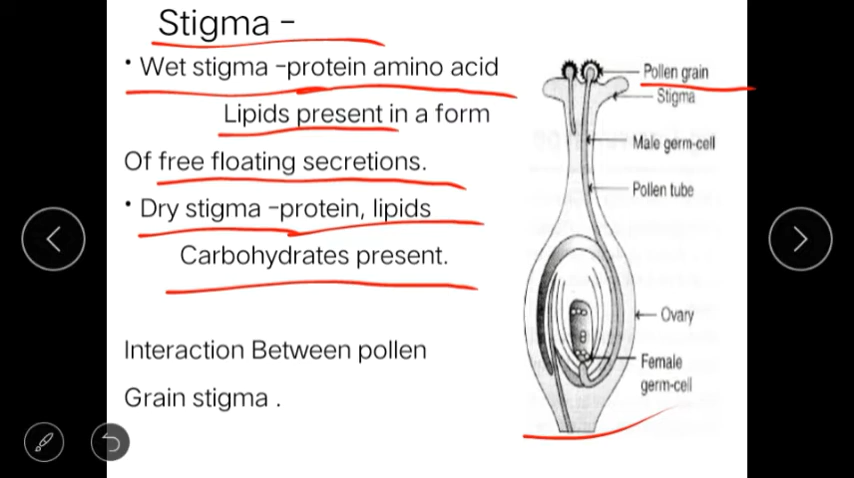 Stigma -
• Wet stigma -protein amino acid
Lipids present in a form
Of free floating secretions.
• Dry stigma -protein, lipids
Carbohydrates present.
Interaction Between pollen
Grain stigma .
Pollen grain
Stigma
Male germ-cell
Pollen tube
Ovary
Female
germ-cell